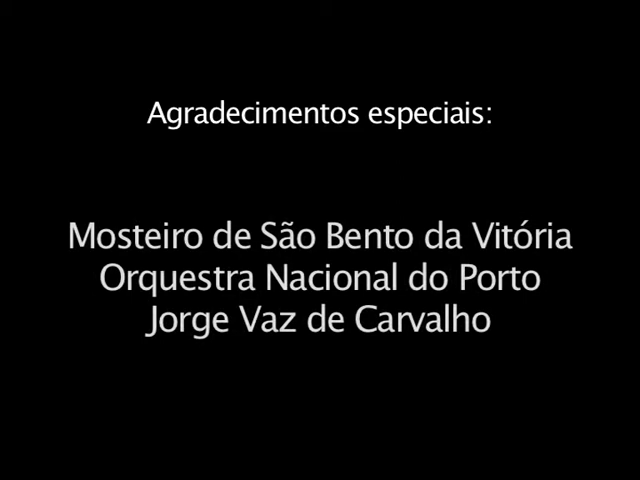 Agradecimentos especiais:
Mosteiro de São Bento da Vitória
Orquestra Nacional do Porto
Jorge Vaz de Carvalho